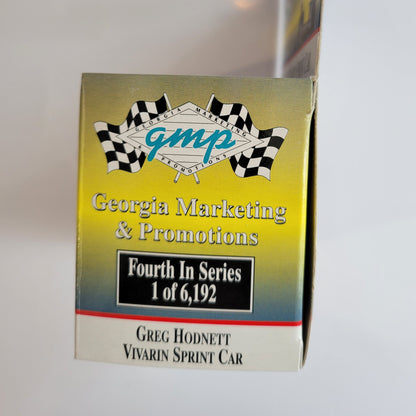 GEORGIA MARKETING
gmp
PROMOTIONS
Georgia Marketing
& Promotions
Fourth In Series
1 of 6,192
GREG HODNETT
VIVARIN SPRINT CAR